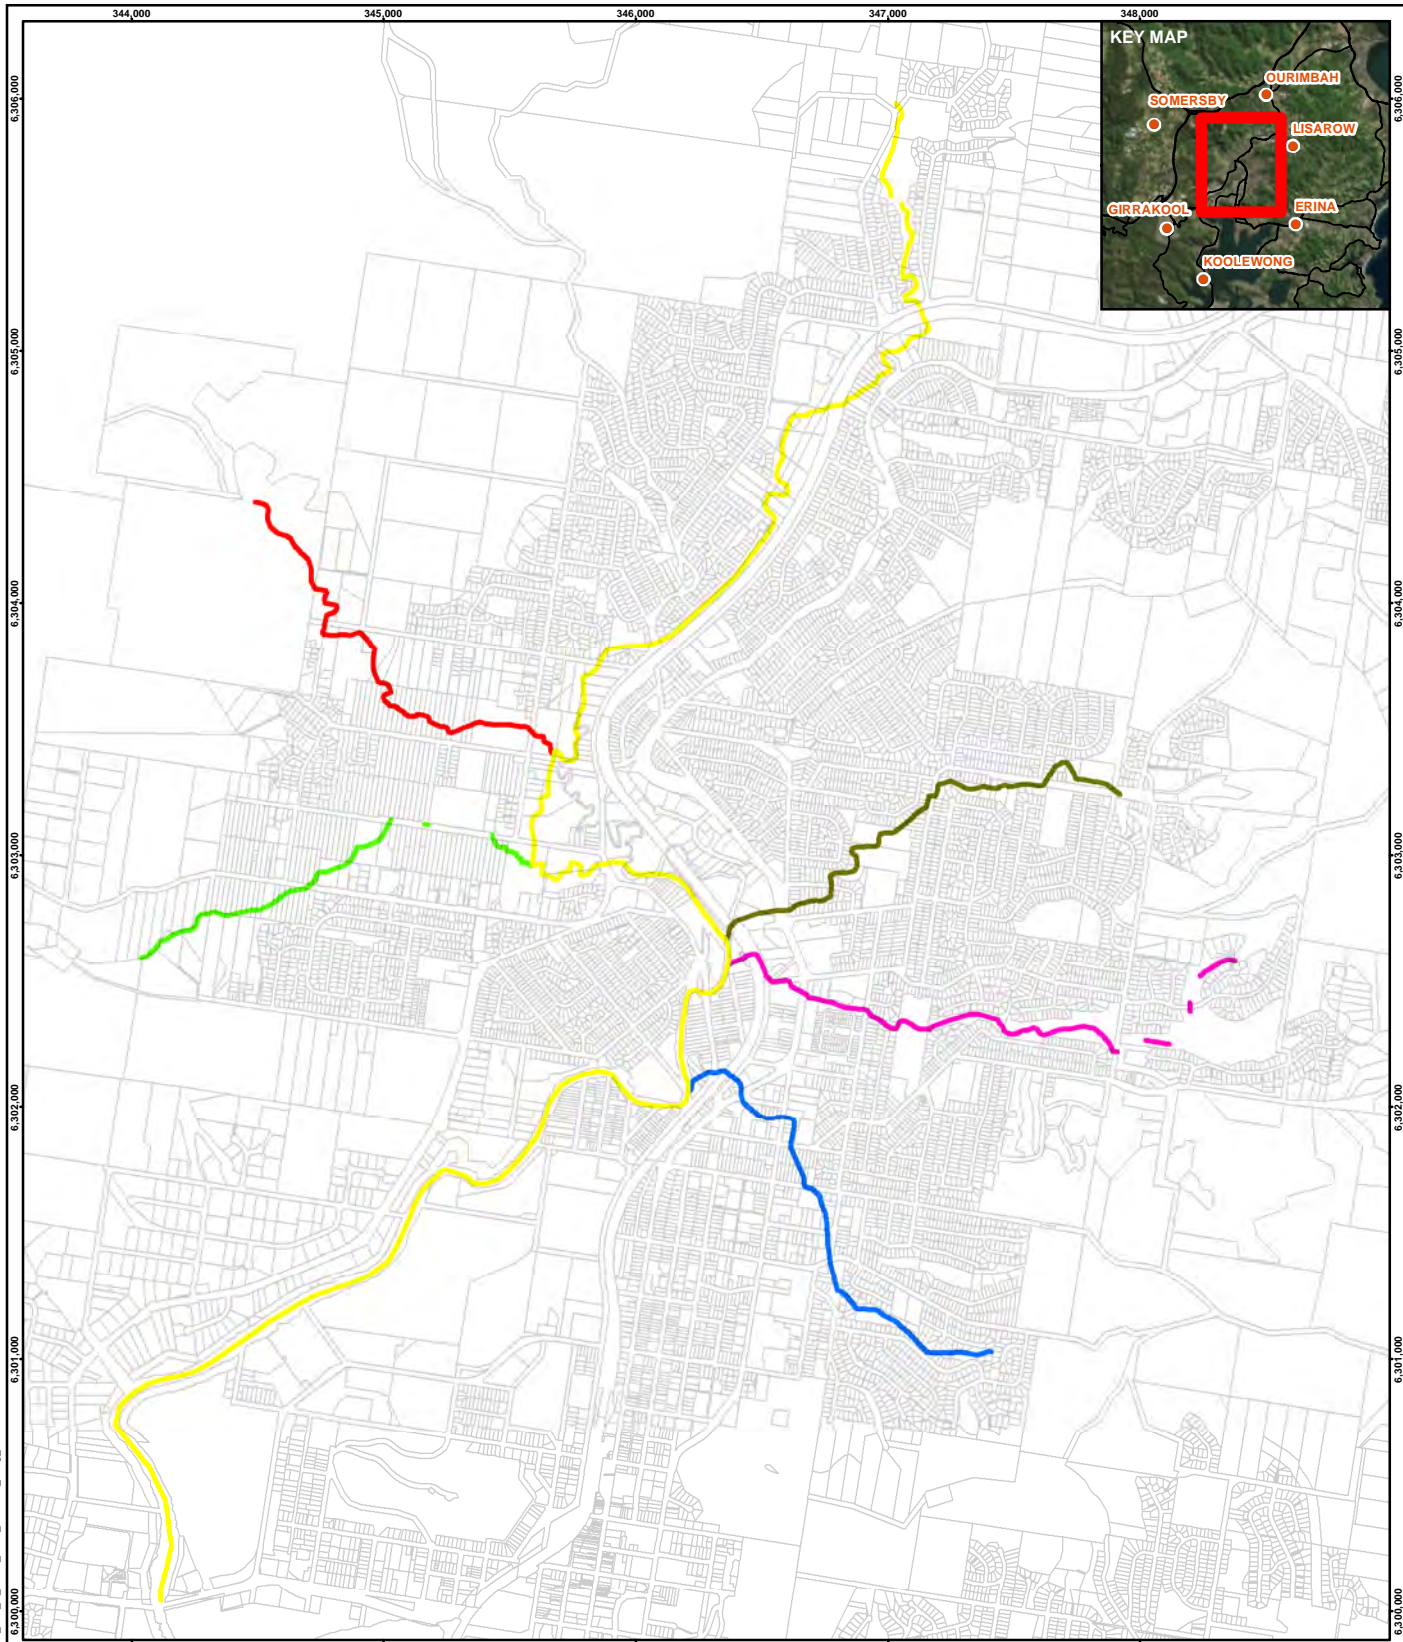 344,000 345,000 346,000 347,000 348,000
KEY MAP
OURIMBAH
SOMERSBY
LISAROW
GIRRAKOOL
ERINA
KOOLEWONG
6,306,000 6,306,000
6,305,000 6,305,000
6,304,000 6,304,000
6,303,000 6,303,000
6,302,000 6,302,000
6,301,000 6,301,000
6,300,000 6,300,000